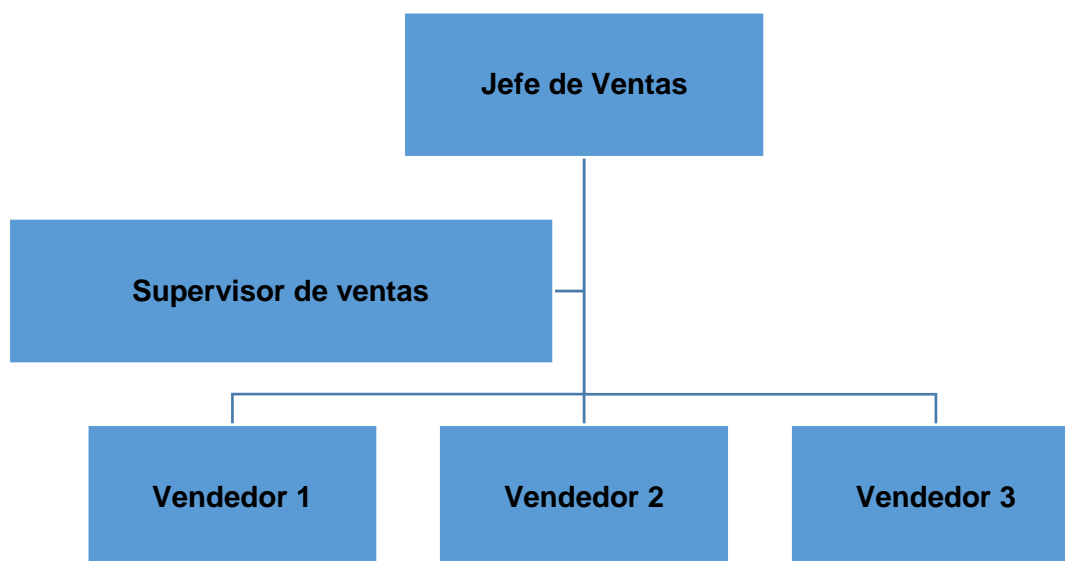 Jefe de Ventas
Supervisor de ventas
Vendedor 1
Vendedor 2
Vendedor 3